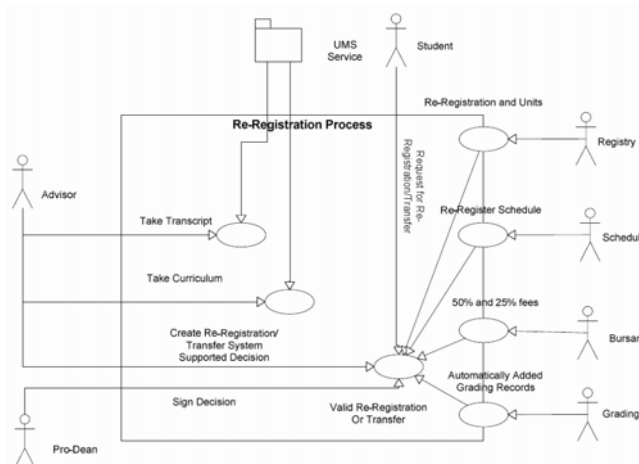 UMS
Service
Student
Re-Registration and Units
Re-Registration Process
Registry
Request for Re-
Registration/Transfer
Advisor
Take Transcript
Re-Register Schedule
Schedul
Take Curriculum
50% and 25% fees
Create Re-Registration/
Transfer System
Supported Decision
Bursar
Automatically Added
Grading Records
Sign Decision
Valid Re-Registration
Or Transfer
Grading
Pro-Dean